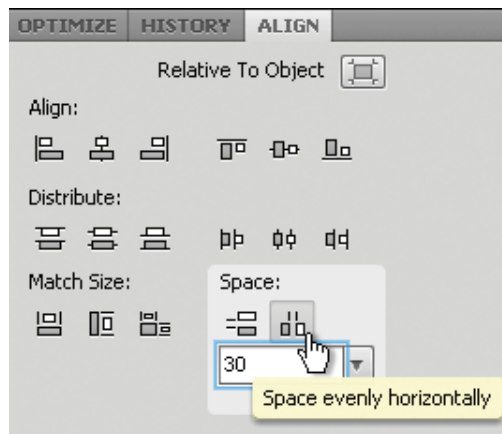 OPTIMIZE HISTORY ALIGN
Relative To Object
Align:
Distribute:
Match Size: Space:
30
Space evenly horizontally